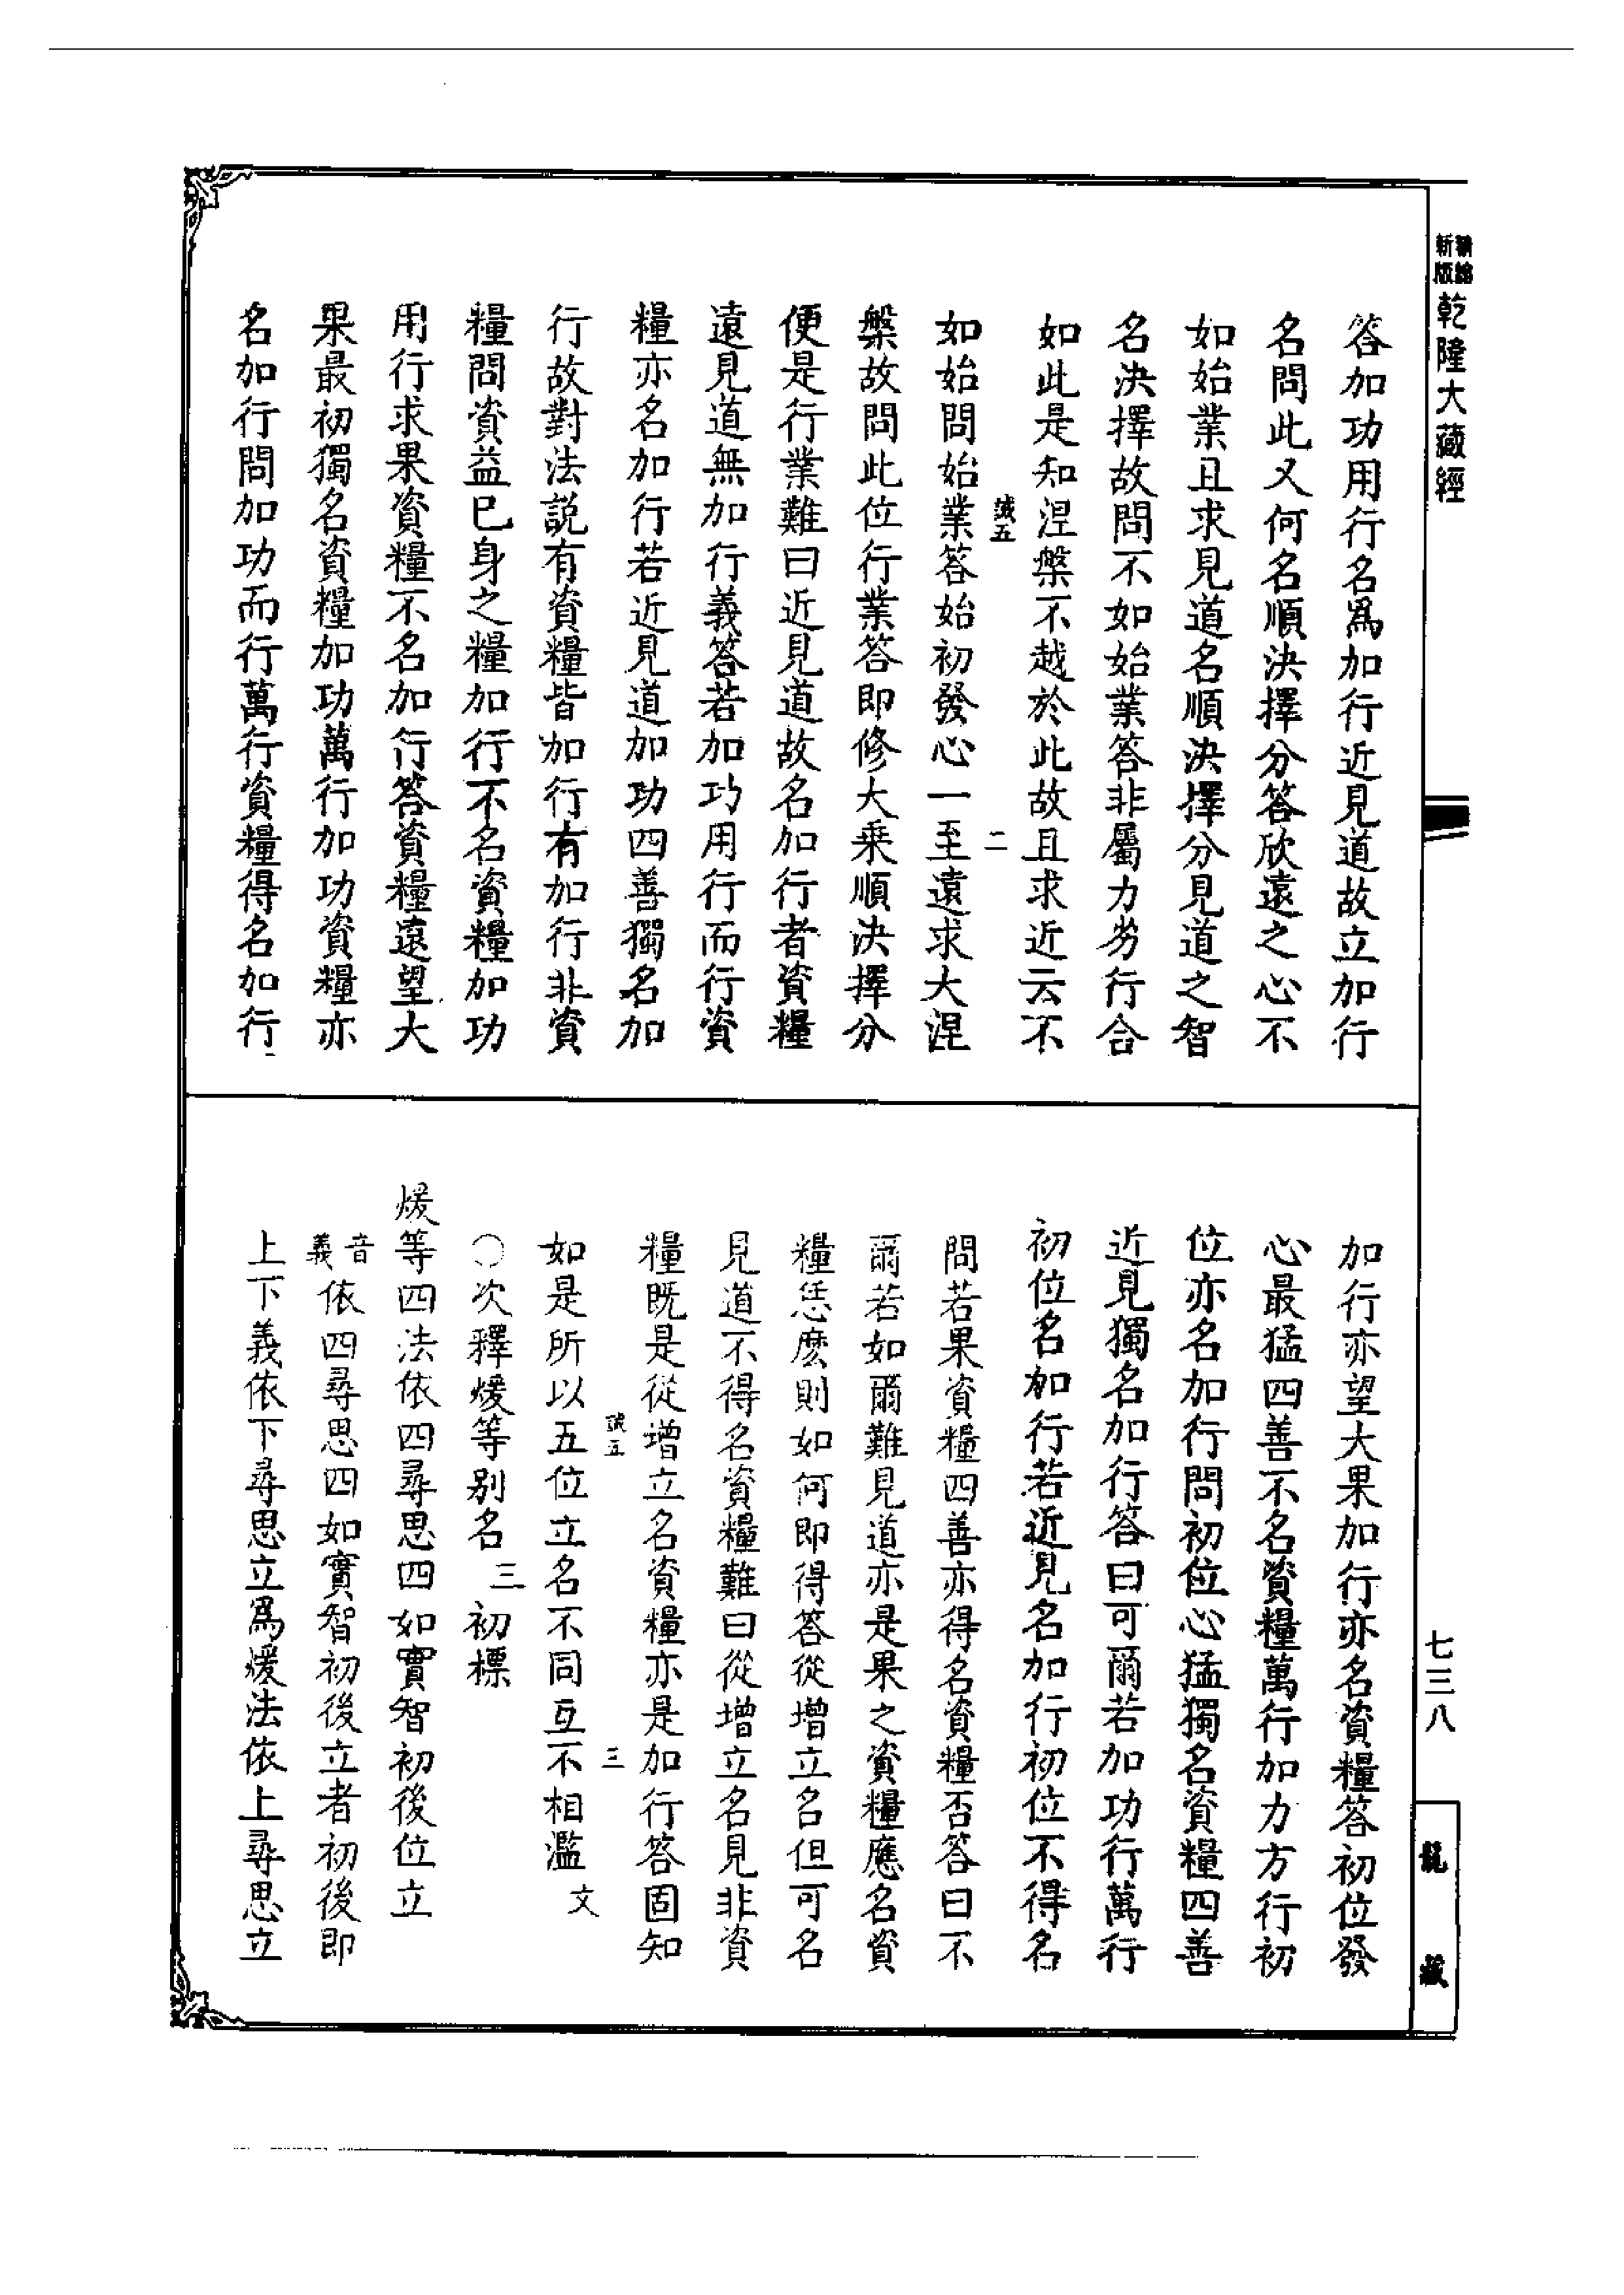 新編
新版
乾隆大藏經
答加功用行名爲加行近見道故立加行
名問此又何名順決擇分答欣遠之心不
如始業且求見道名順決擇分見道之智
名決擇故問不如始業答非屬力劣行合
如此是知涅槃不越於此故且求近云不
誠五
二
如始問始業答始初發心一至遠求大涅
槃故問此位行業答即修大乗順決擇分
便是行業難曰近見道故名加行者資糧
遠見道無加行義答若加功用行而行資
糧亦名加行若近見道加功四善獨名加
行故對法説有資糧皆加行有加行非資
糧問資益巳身之糧加行不名資糧加功
用行求果資糧不名加行答資糧遠望大
果最初獨名資糧加功萬行加功資糧亦
名加行問加功而行萬行資糧得名加行
加行亦望大果加行亦名資糧答初位發
心最猛四善不名資糧萬行加力方行初
位亦名加行問初位心猛獨名資糧四善
近見獨名加行答曰可爾若加功行萬行
初位名加行若近見名加行初位不得名
問若果資糧四善亦得名資糧否答曰不
爾若如爾難見道亦是果之資糧應名資
糧恁麽則如何即得答從增立名但可名
見道不得名資糧難曰從增立名見非資
糧既是從增立名資糧亦是加行答固知
誠五
三
如是所以五位立名不同互不相濫 文
〇次釋煖等别名 三 初標
煖等四法依四尋思四如實智初後位立
音義 依四尋思四如實智初後立者初後即
上下義依下尋思立爲煖法依上尋思立
七三八
龍藏